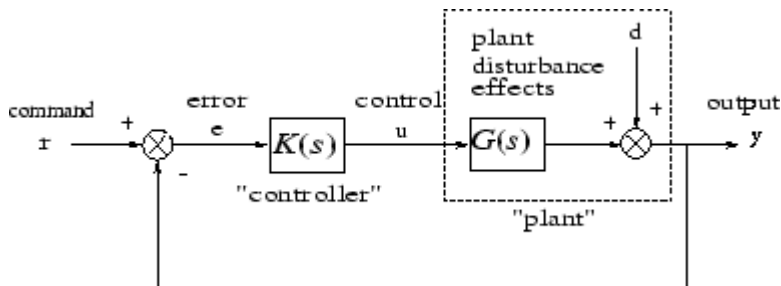 plant
disturbance
effects
d
command
r
+
-
error
e
K(s)
"controller"
control
u
G(s)
+
+
"plant"
output
y